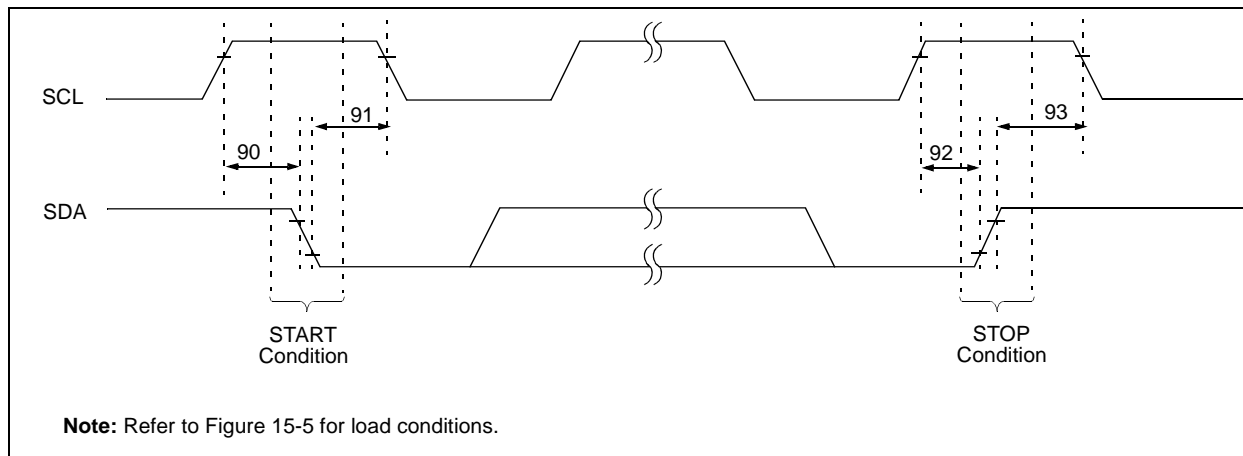 SCL
91
93
90
92
SDA
START
Condition
STOP
Condition
Note: Refer to Figure 15-5 for load conditions.